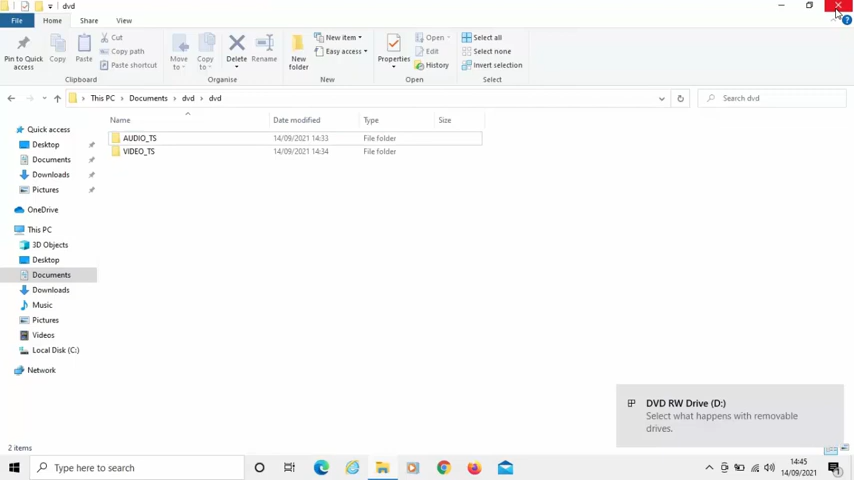 dvd
File Home Share View
Pin to Quick access
Copy
Paste
Cut
Copy path
Paste shortcut
Clipboard
Move to
Copy to
Delete
Rename
Organise
New folder
New item
Easy access
New
Properties
Open
Edit
History
Open
Select all
Select none
Invert selection
Select
This PC Documents dvd dvd
Search dvd
Name Date modified Type Size
AUDIO_TS 14/09/2021 14:33 File folder
VIDEO_TS 14/09/2021 14:34 File folder
Quick access
Desktop
Documents
Downloads
Pictures
OneDrive
This PC
3D Objects
Desktop
Documents
Downloads
Music
Pictures
Videos
Local Disk (C:)
Network
DVD RW Drive (D:)
Select what happens with removable
drives.
2 items
Type here to search
14:45
14/09/2021
1